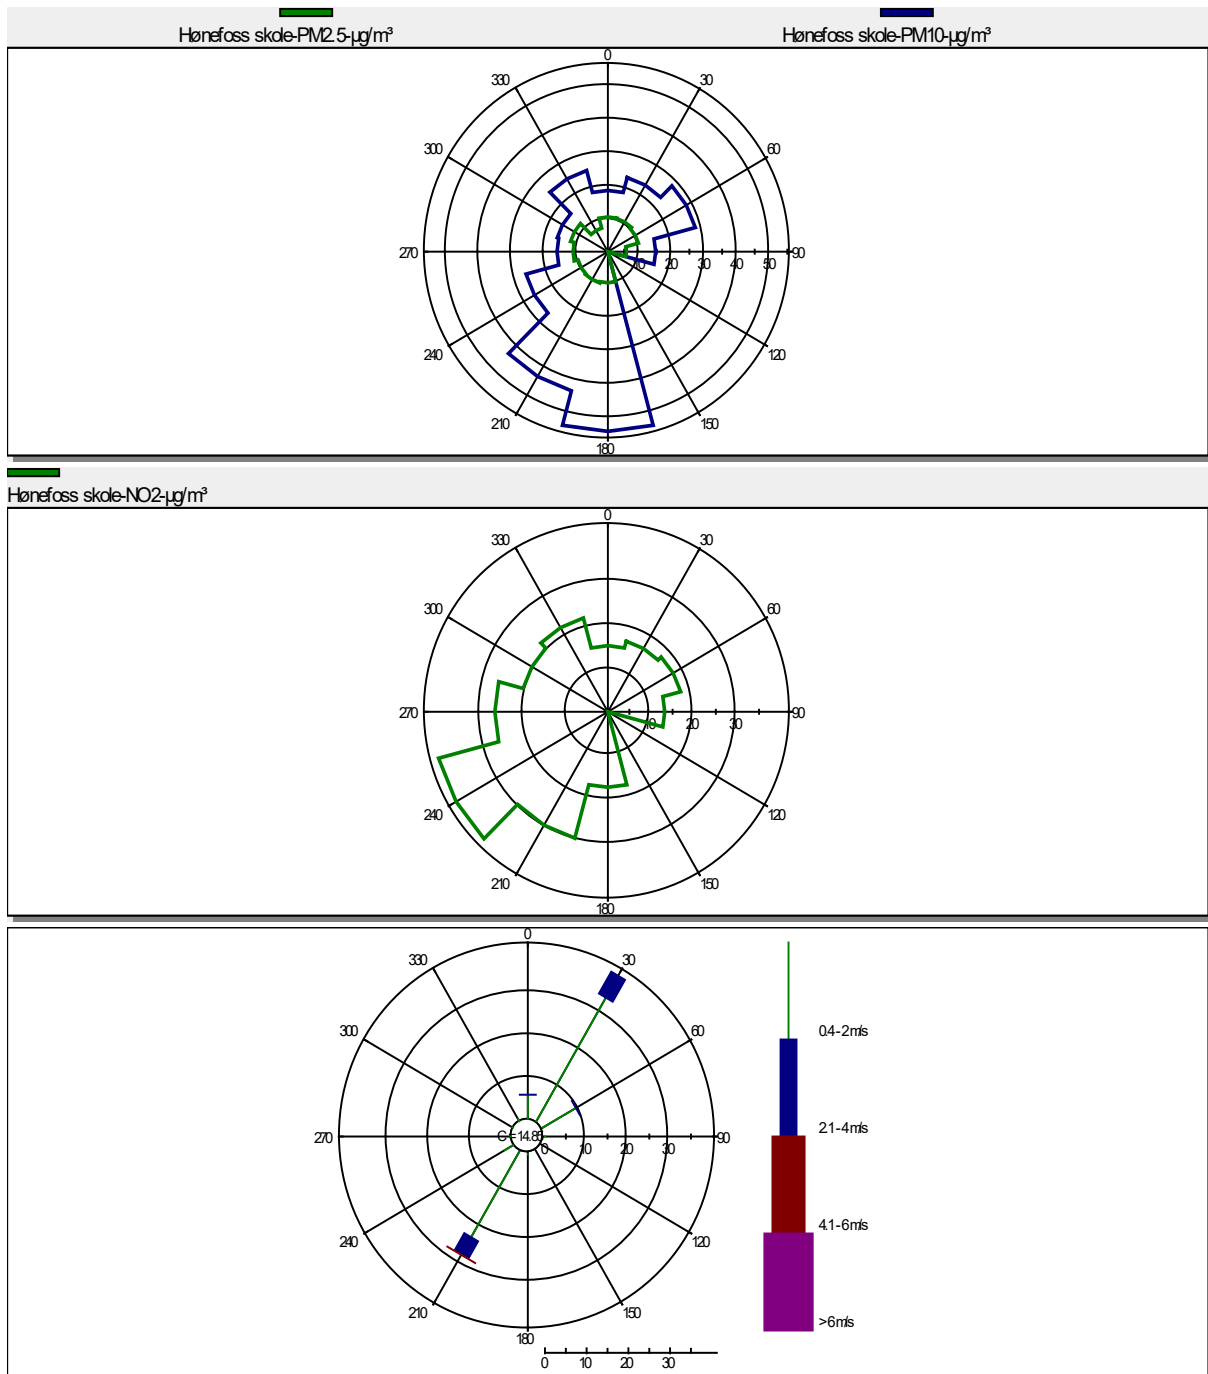 Hønefoss skole-PM2.5-µg/m³ Hønefoss skole-PM10-µg/m³
0
330 30
300 60
270 10 20 30 40 50 90
240 120
210 150
180
Hønefoss skole-NO2-µg/m³
0
330 30
300 60
270 10 20 30 90
240 120
210 150
180
0
330 30
300 60
0.4-2m/s
270 C=14.85 0 10 20 30 90
2.1-4m/s
240 120
4.1-6m/s
210 150
>6m/s
180
0 10 20 30